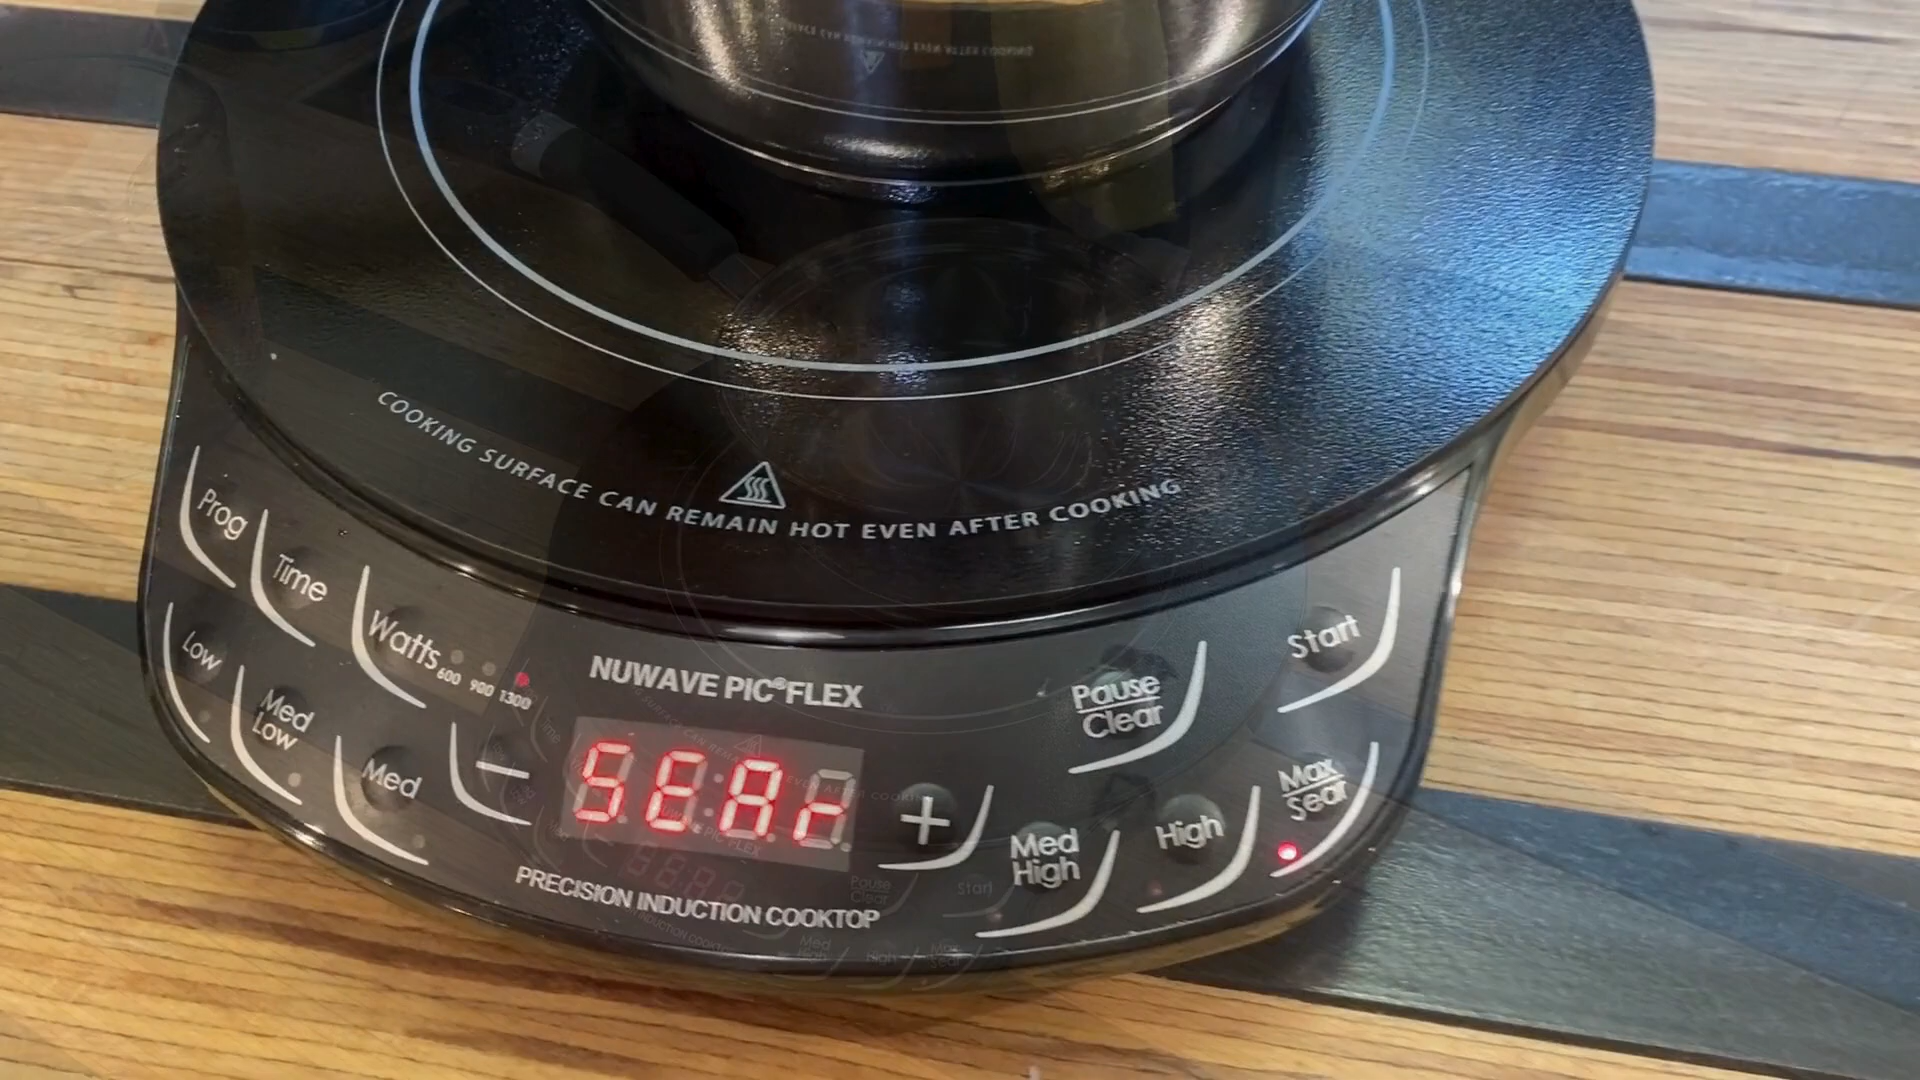 COOKING SURFACE CAN REMAIN HOT EVEN AFTER COOKING
Prog
Time
Watts
600 900 1300
Low
Med
Low
Med
−
NUWAVE PIC®FLEX
SEAr
PRECISION INDUCTION COOKTOP
+
Pause
Clear
Start
Med
High
High
Max
Sear